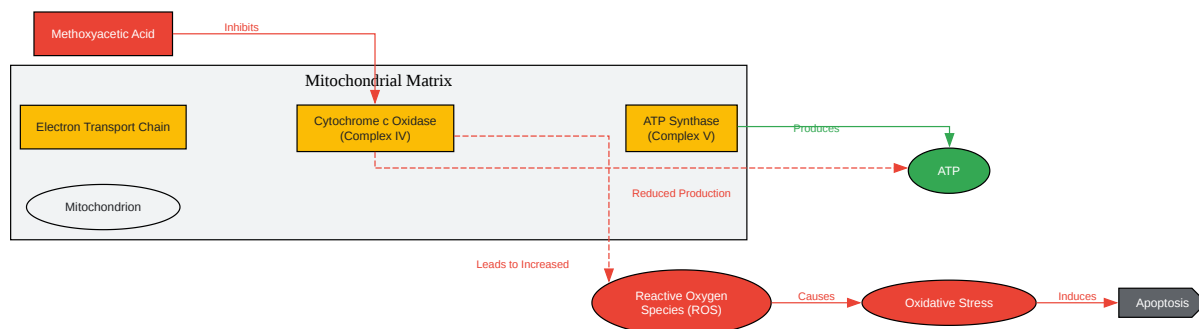 Methoxyacetic Acid
Inhibits
Mitochondrial Matrix
Electron Transport Chain
Cytochrome c Oxidase
(Complex IV)
ATP Synthase
(Complex V)
Produces
ATP
Reduced Production
Mitochondrion
Leads to Increased
Reactive Oxygen
Species (ROS)
Causes
Oxidative Stress
Induces
Apoptosis